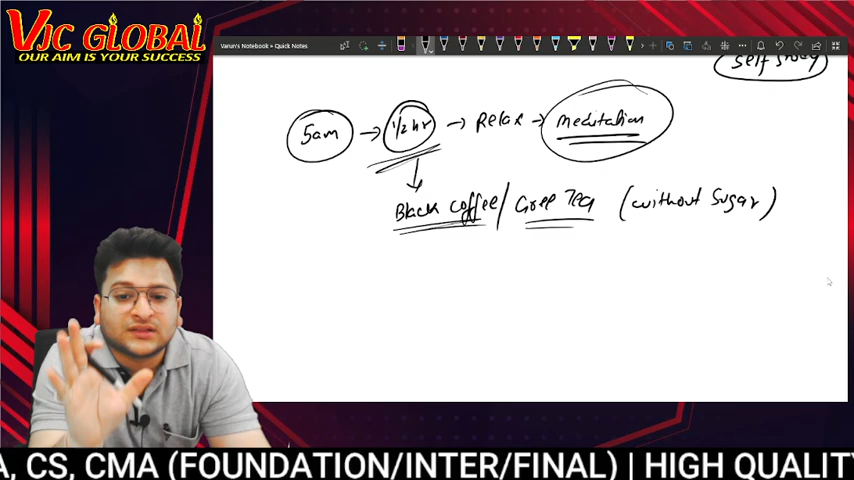 VJC GLOBAL
OUR AIM IS YOUR SUCCESS
Varun's Notebook » Quick Notes
Self Study
5am → 1/2 hr → Relax → meditation
Black coffee / Gree Tea (without Sugar)
A, CS, CMA (FOUNDATION/INTER/FINAL) | HIGH QUALITY